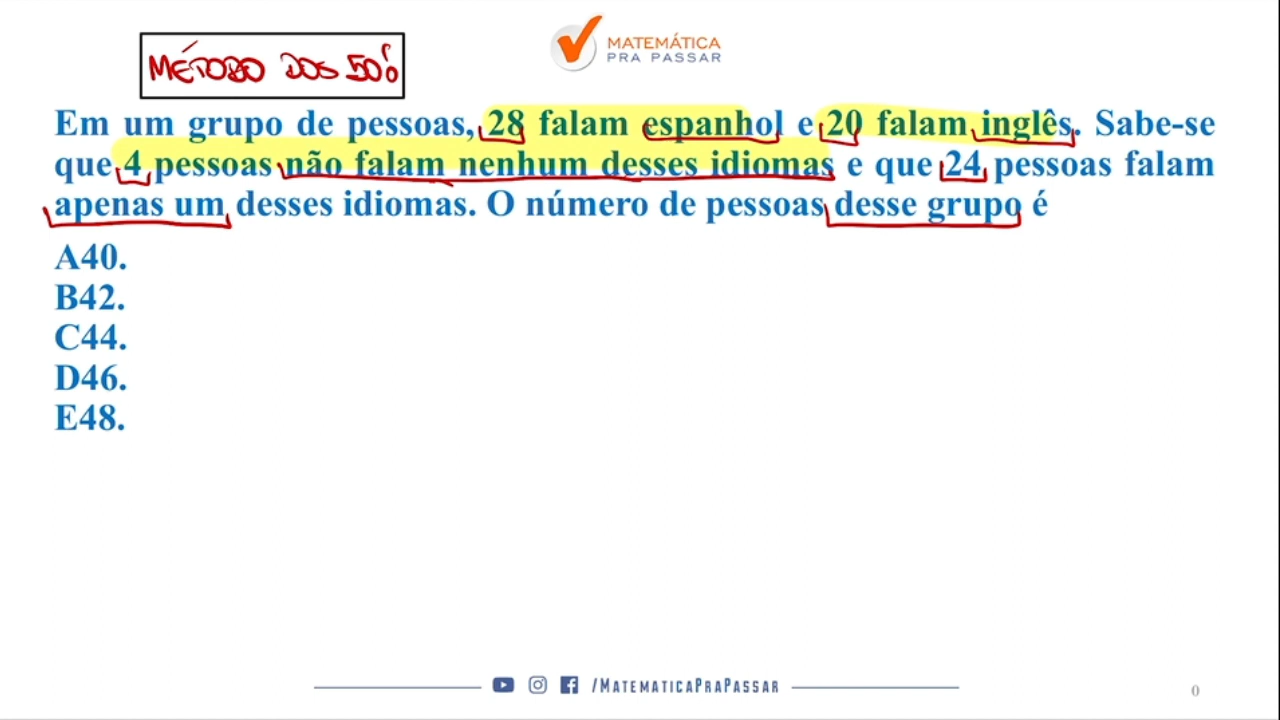 MATEMÁTICA
PRA PASSAR
MÉTODO DOS 50%
Em um grupo de pessoas, 28 falam espanhol e 20 falam inglês. Sabe-se
que 4 pessoas não falam nenhum desses idiomas e que 24 pessoas falam
apenas um desses idiomas. O número de pessoas desse grupo é
A40.
B42.
C44.
D46.
E48.
/MATEMATICAPRAPASSAR
0